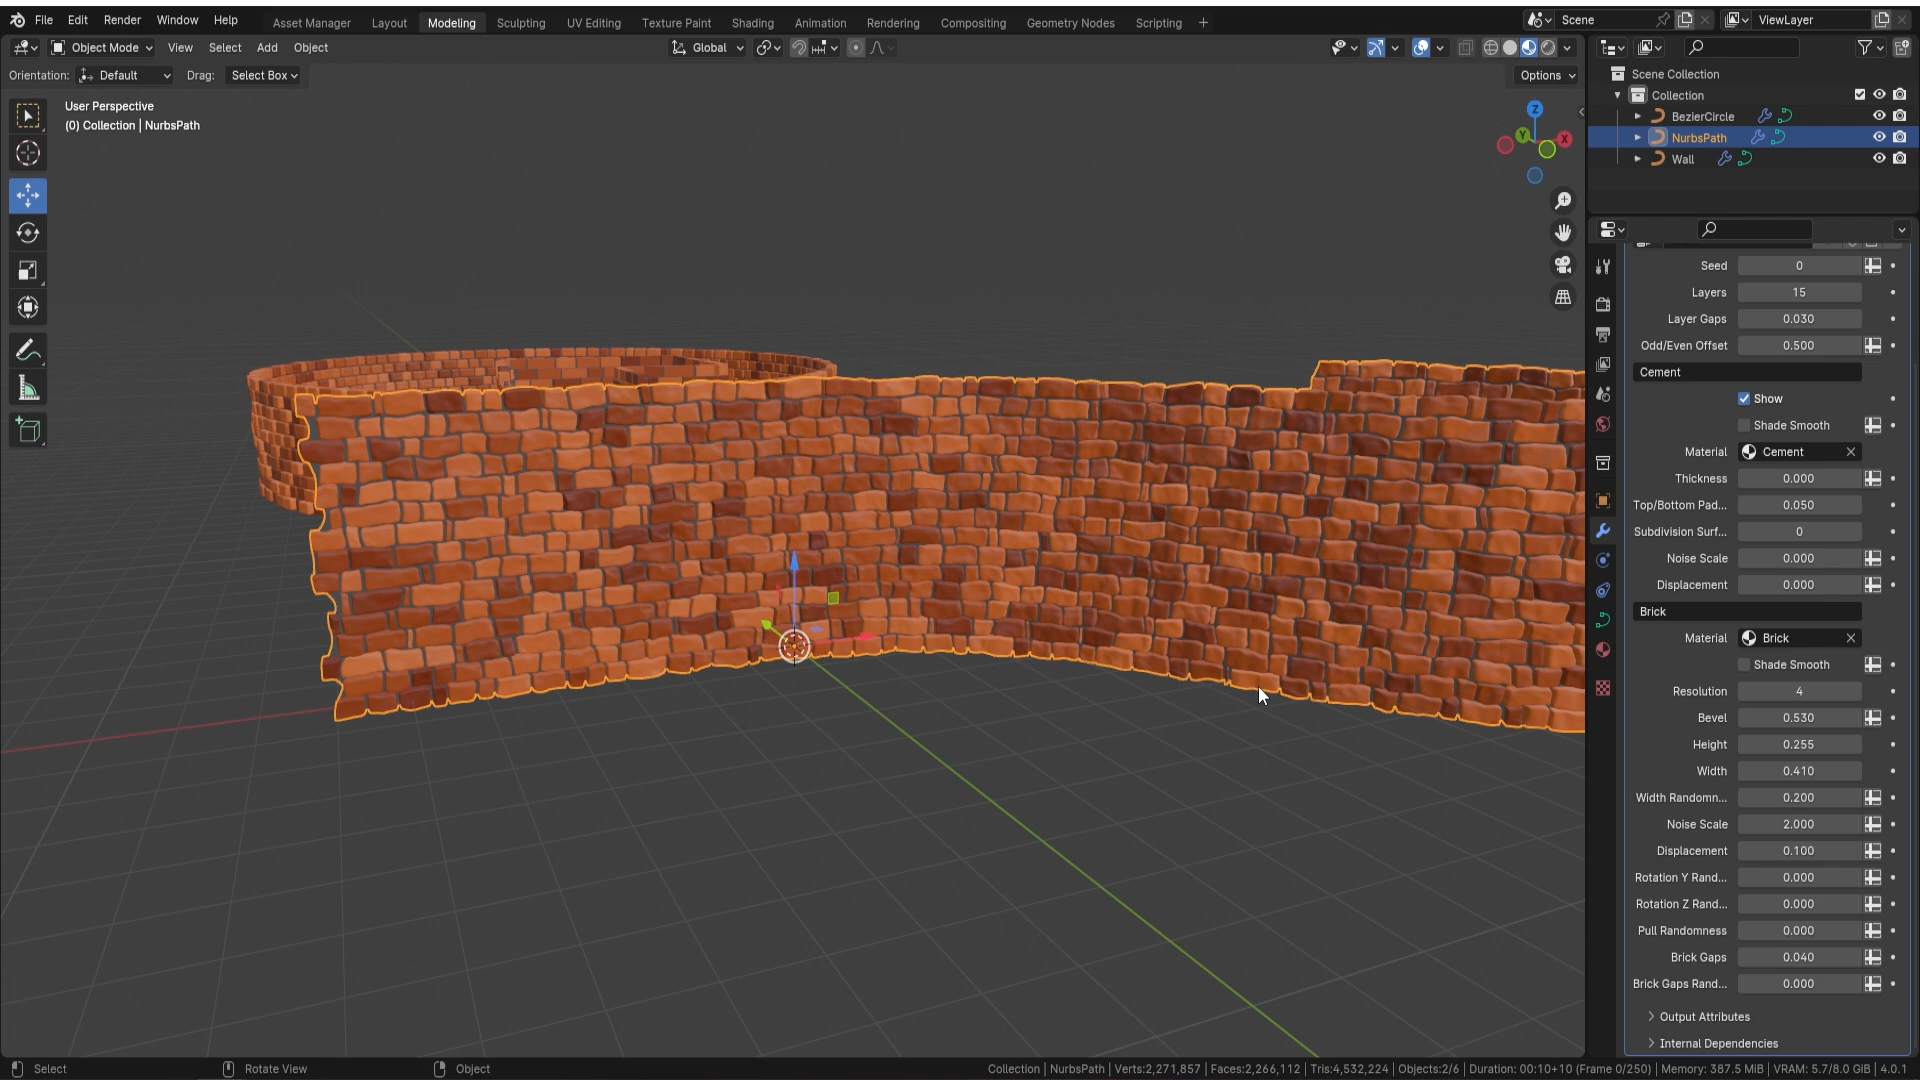 File Edit Render Window Help Asset Manager Layout Modeling Sculpting UV Editing Texture Paint Shading Animation Rendering Compositing Geometry Nodes Scripting + Scene ViewLayer
Object Mode View Select Add Object Global
Orientation: Default Drag: Select Box Options
User Perspective
(0) Collection | NurbsPath
Z
Y
X
Scene Collection
Collection
BezierCircle
NurbsPath
Wall
Seed 0
Layers 15
Layer Gaps 0.030
Odd/Even Offset 0.500
Cement
Show
Shade Smooth
Material Cement
Thickness 0.000
Top/Bottom Pad... 0.050
Subdivision Surf... 0
Noise Scale 0.000
Displacement 0.000
Brick
Material Brick
Shade Smooth
Resolution 4
Bevel 0.530
Height 0.255
Width 0.410
Width Randomn... 0.200
Noise Scale 2.000
Displacement 0.100
Rotation Y Rand... 0.000
Rotation Z Rand... 0.000
Pull Randomness 0.000
Brick Gaps 0.040
Brick Gaps Rand... 0.000
Output Attributes
Internal Dependencies
Select Rotate View Object Collection | NurbsPath | Verts:2,271,857 | Faces:2,266,112 | Tris:4,532,224 | Objects:2/6 | Duration: 00:10+10 (Frame 0/250) | Memory: 387.5 MiB | VRAM: 5.7/8.0 GiB | 4.0.1